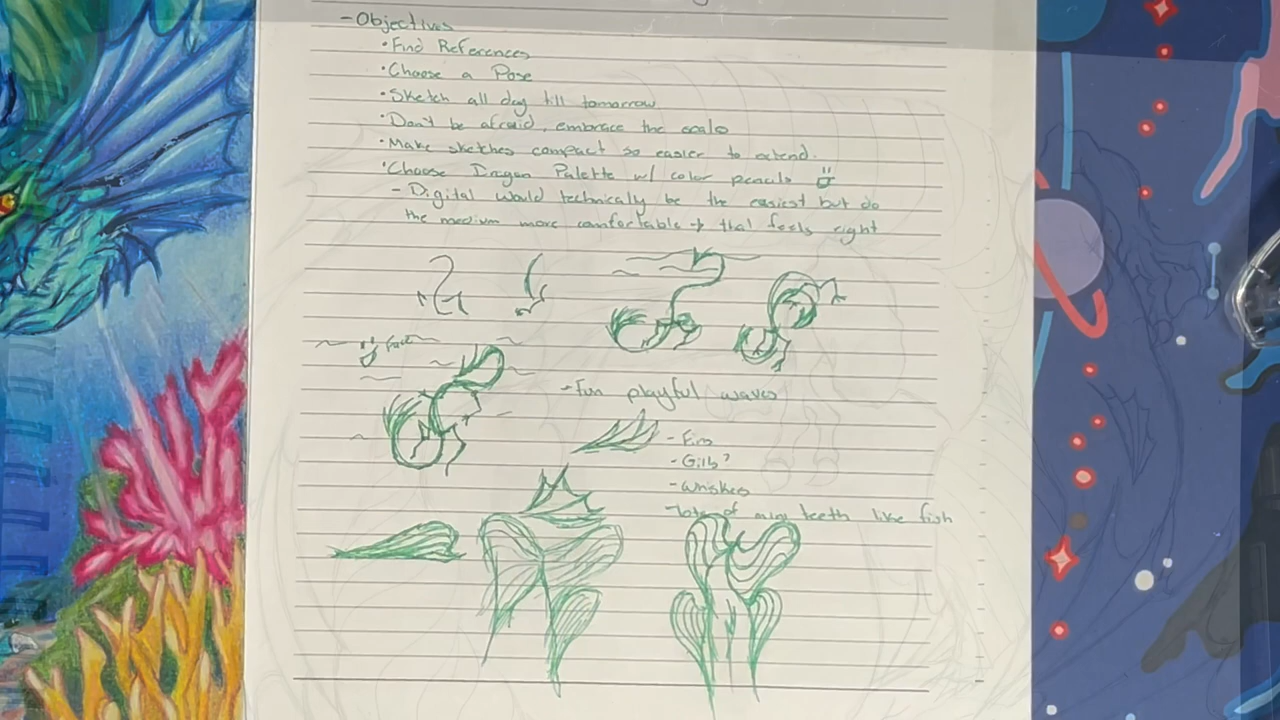 - Objectives
• Find References
• Choose a Pose
• Sketch all day till tomorrow
• Don't be afraid, embrace the scale
• Make sketches compact so easier to extend.
• Choose Dragon Palette w/ color pencils
- Digital would technically be the easiest but do
the medium more comfortable → that feels right
- Fun playful waves
- Fins
- Gills?
- Whiskes
- lots of mini teeth like fish